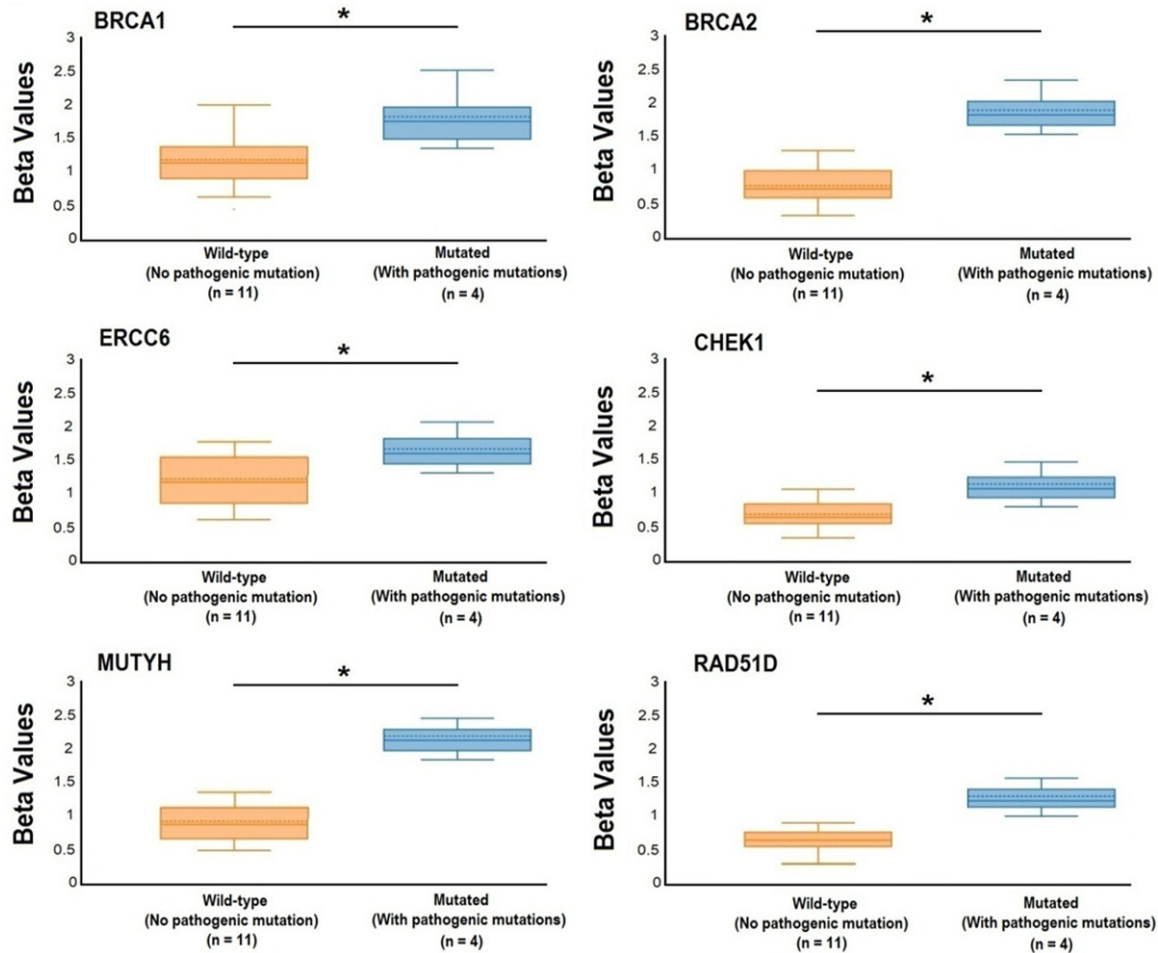 BRCA1
*
3
2.5
2
1.5
1
0.5
0
Beta Values
Wild-type
(No pathogenic mutation)
(n = 11)
Mutated
(With pathogenic mutations)
(n = 4)
BRCA2
*
3
2.5
2
1.5
1
0.5
0
Beta Values
Wild-type
(No pathogenic mutation)
(n = 11)
Mutated
(With pathogenic mutations)
(n = 4)
ERCC6
*
3
2.5
2
1.5
1
0.5
0
Beta Values
Wild-type
(No pathogenic mutation)
(n = 11)
Mutated
(With pathogenic mutations)
(n = 4)
CHEK1
*
3
2.5
2
1.5
1
0.5
0
Beta Values
Wild-type
(No pathogenic mutation)
(n = 11)
Mutated
(With pathogenic mutations)
(n = 4)
MUTYH
*
3
2.5
2
1.5
1
0.5
0
Beta Values
Wild-type
(No pathogenic mutation)
(n = 11)
Mutated
(With pathogenic mutations)
(n = 4)
RAD51D
*
3
2.5
2
1.5
1
0.5
0
Beta Values
Wild-type
(No pathogenic mutation)
(n = 11)
Mutated
(With pathogenic mutations)
(n = 4)